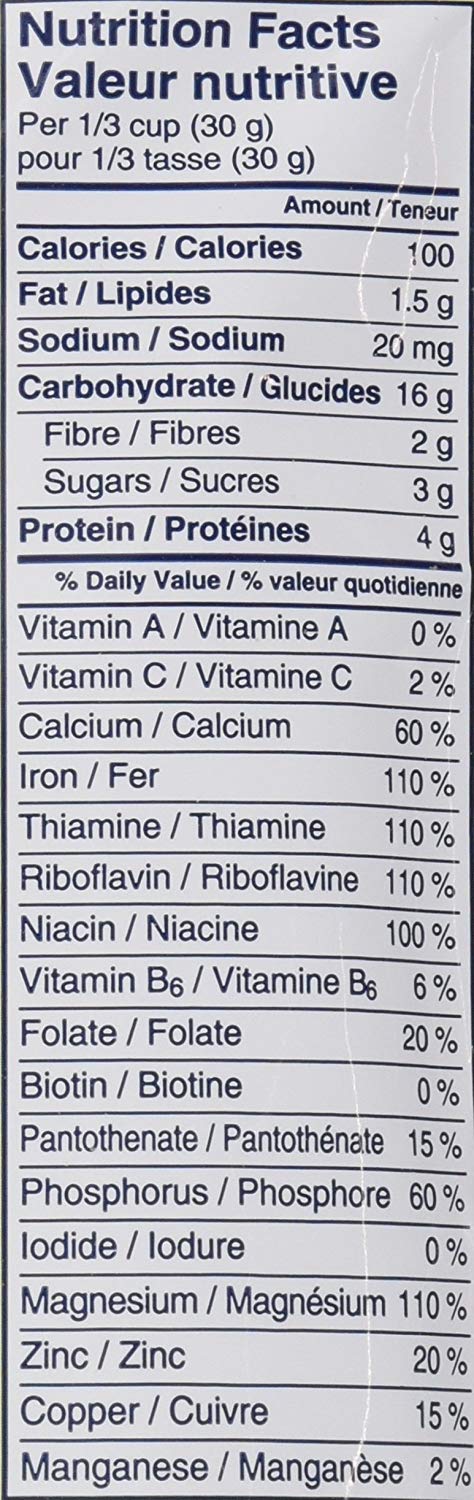 Nutrition Facts
Valeur nutritive
Per 1/3 cup (30 g)
pour 1/3 tasse (30 g)
Amount / Teneur
Calories / Calories 100
Fat / Lipides 1.5 g
Sodium / Sodium 20 mg
Carbohydrate / Glucides 16 g
Fibre / Fibres 2 g
Sugars / Sucres 3 g
Protein / Protéines 4 g
% Daily Value / % valeur quotidienne
Vitamin A / Vitamine A 0 %
Vitamin C / Vitamine C 2 %
Calcium / Calcium 60 %
Iron / Fer 110 %
Thiamine / Thiamine 110 %
Riboflavin / Riboflavine 110 %
Niacin / Niacine 100 %
Vitamin B6 / Vitamine B6 6 %
Folate / Folate 20 %
Biotin / Biotine 0 %
Pantothenate / Pantothénate 15 %
Phosphorus / Phosphore 60 %
Iodide / Iodure 0 %
Magnesium / Magnésium 110 %
Zinc / Zinc 20 %
Copper / Cuivre 15 %
Manganese / Manganèse 2 %